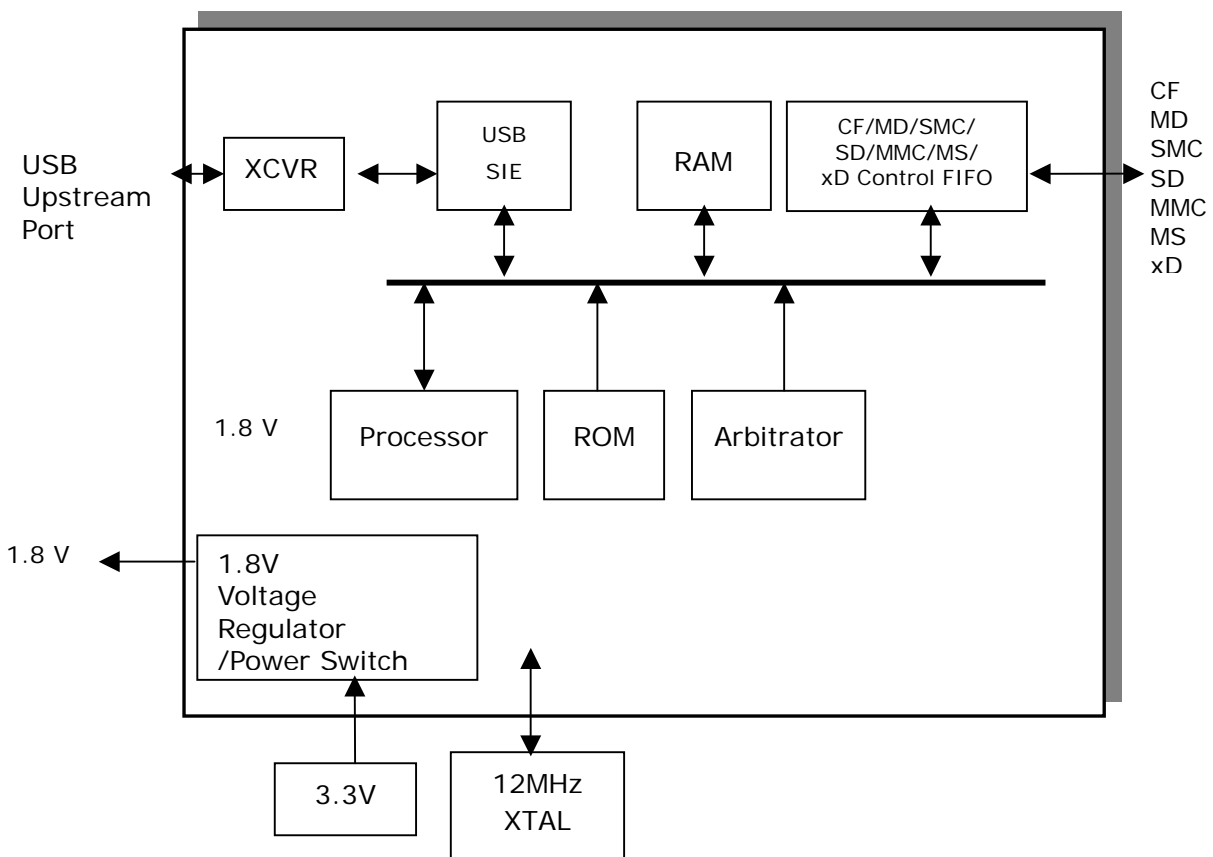 USB
Upstream
Port
XCVR
USB
SIE
RAM
CF/MD/SMC/
SD/MMC/MS/
xD Control FIFO
CF
MD
SMC
SD
MMC
MS
xD
1.8 V
Processor
ROM
Arbitrator
1.8 V
1.8V
Voltage
Regulator
/Power Switch
3.3V
12MHz
XTAL